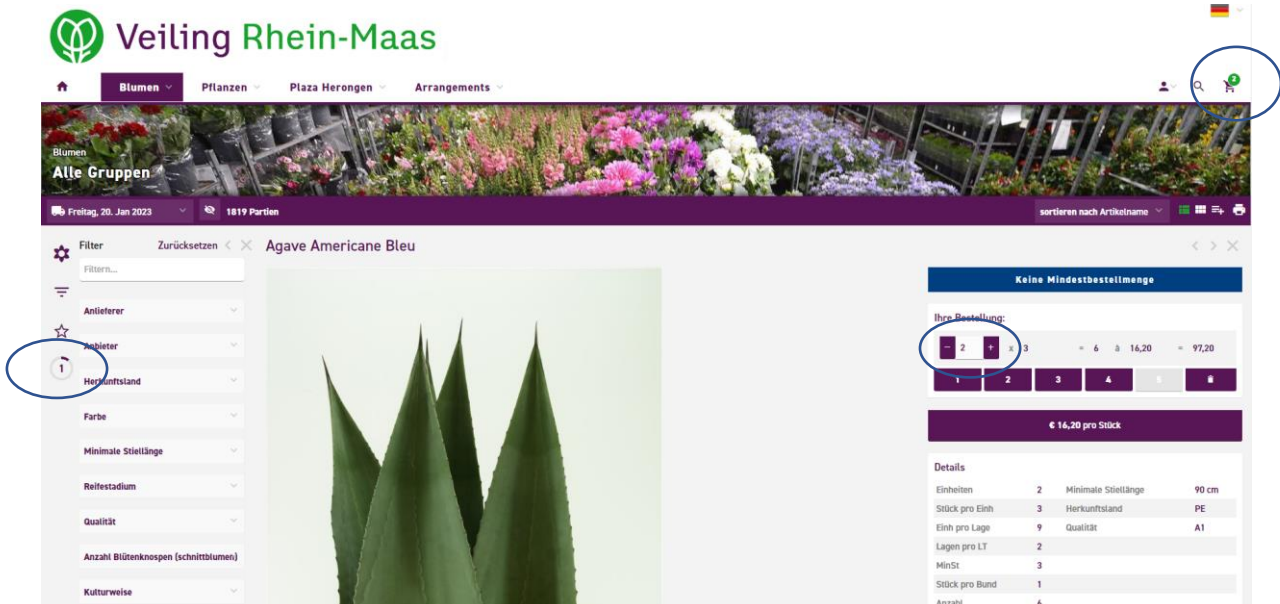 Veiling Rhein-Maas
2
Blumen Pflanzen Plaza Herongen Arrangements
Blumen
Alle Gruppen
Freitag, 20. Jan 2023 1819 Partien sortieren nach Artikelname
Filter Zurücksetzen Agave Americane Bleu
Filtern...
Keine Mindestbestellmenge
Anlieferer
Ihre Bestellung:
Anbieter
− 2 + x 3 = 6 à 16,20 = 97,20
1
Herkunftsland
1 2 3 4 5
Farbe
€ 16,20 pro Stück
Minimale Stiellänge
Details
Reifestadium
Einheiten 2 Minimale Stiellänge 90 cm
Stück pro Einh 3 Herkunftsland PE
Qualität
Einh pro Lage 9 Qualität A1
Lagen pro LT 2
Anzahl Blütenknospen (schnittblumen)
MinSt 3
Stück pro Bund 1
Kulturweise
Anzahl 6